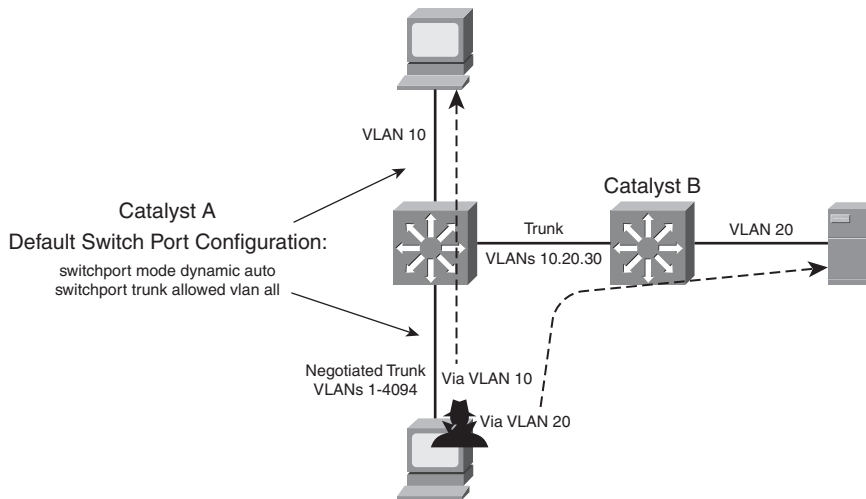 VLAN 10
Catalyst A
Default Switch Port Configuration:
switchport mode dynamic auto
switchport trunk allowed vlan all
Catalyst B
Trunk
VLANs 10.20.30
VLAN 20
Negotiated Trunk
VLANs 1-4094
Via VLAN 10
Via VLAN 20